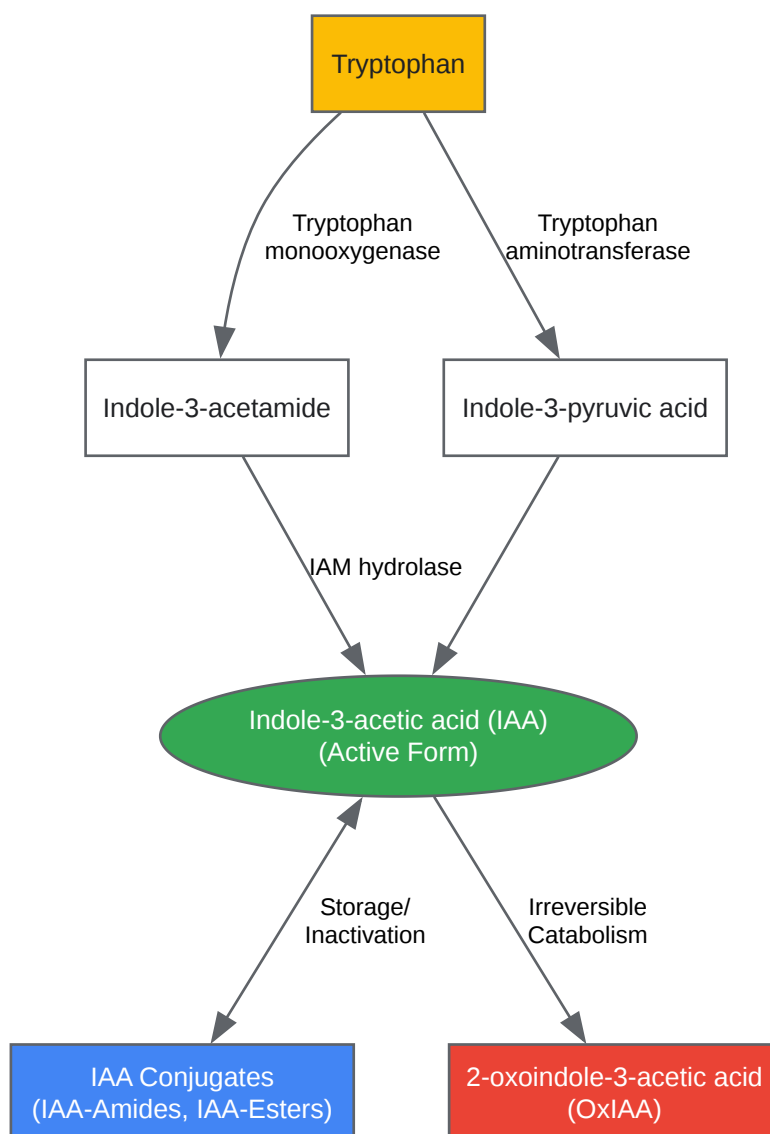 Tryptophan
Tryptophan
monooxygenase
Tryptophan
aminotransferase
Indole-3-acetamide
Indole-3-pyruvic acid
IAM hydrolase
Indole-3-acetic acid (IAA)
(Active Form)
Storage/
Inactivation
Irreversible
Catabolism
IAA Conjugates
(IAA-Amides, IAA-Esters)
2-oxoindole-3-acetic acid
(OxIAA)